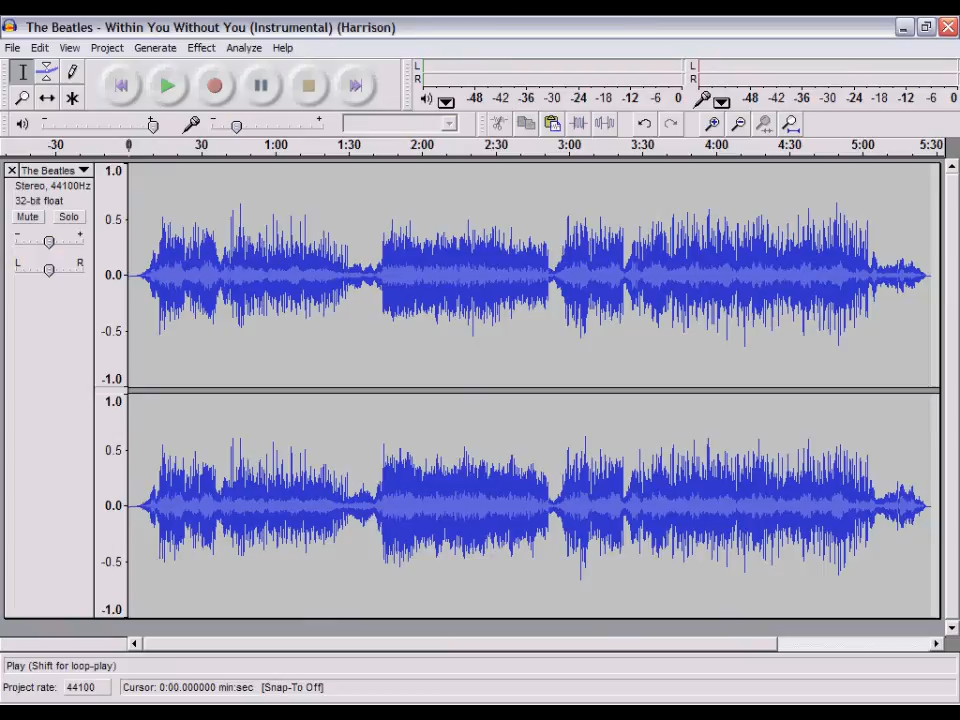 The Beatles - Within You Without You (Instrumental) (Harrison)
File Edit View Project Generate Effect Analyze Help
L
R
-48 -42 -36 -30 -24 -18 -12 -6 0
L
R
-48 -42 -36 -30 -24 -18 -12 -6 0
- + - +
-30 0 30 1:00 1:30 2:00 2:30 3:00 3:30 4:00 4:30 5:00 5:30
The Beatles
Stereo, 44100Hz
32-bit float
Mute Solo
- +
L R
1.0
0.5
0.0
-0.5
-1.0
1.0
0.5
0.0
-0.5
-1.0
Play (Shift for loop-play)
Project rate: 44100 Cursor: 0:00.000000 min:sec [Snap-To Off]